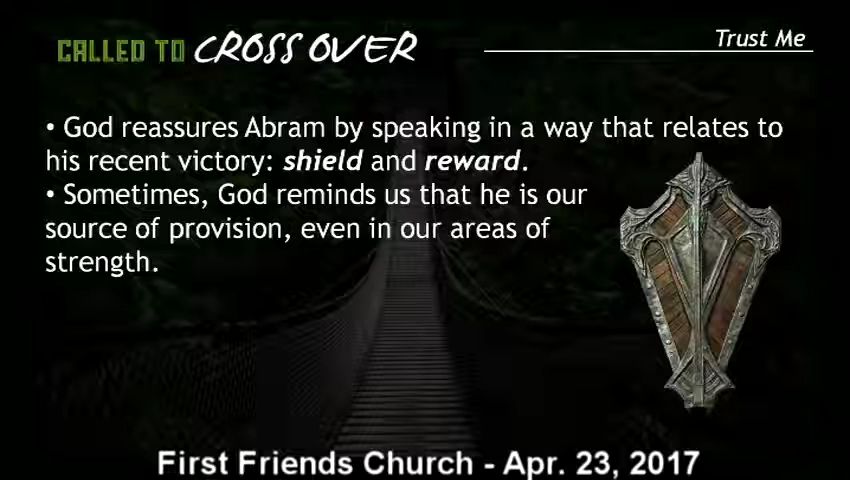 CALLED TO CROSS OVER
Trust Me
• God reassures Abram by speaking in a way that relates to
his recent victory: shield and reward.
• Sometimes, God reminds us that he is our
source of provision, even in our areas of
strength.
First Friends Church - Apr. 23, 2017